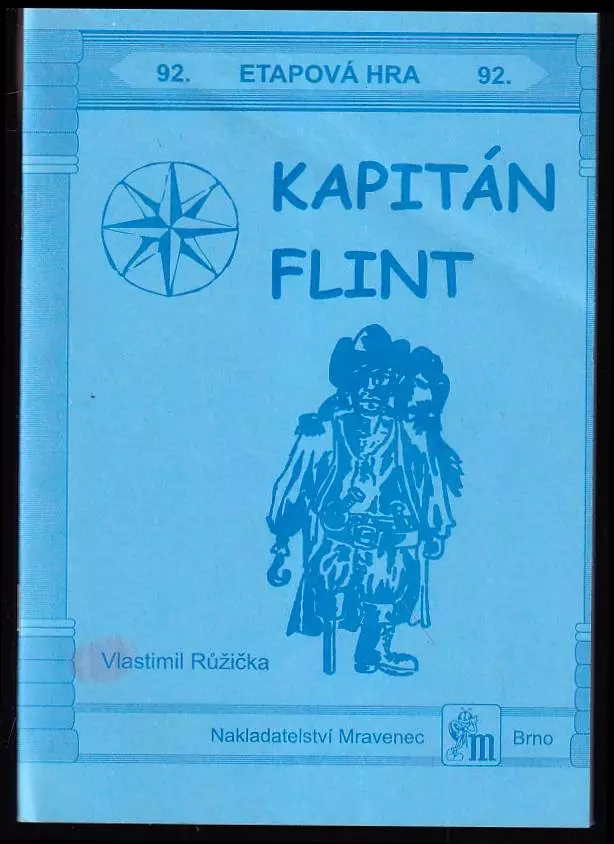 92. ETAPOVÁ HRA 92.
KAPITÁN
FLINT
Vlastimil Růžička
Nakladatelství Mravenec m Brno